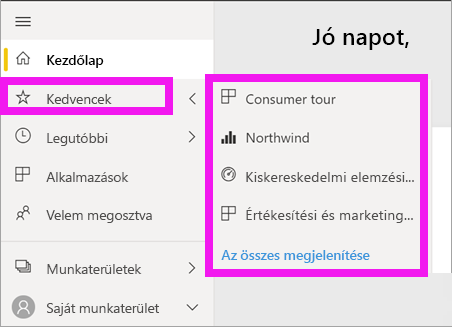 Jó napot,
Kezdőlap
Kedvencek
Legutóbbi
Alkalmazások
Velem megosztva
Munkaterületek
Saját munkaterület
Consumer tour
Northwind
Kiskereskedelmi elemzési...
Értékesítési és marketing...
Az összes megjelenítése